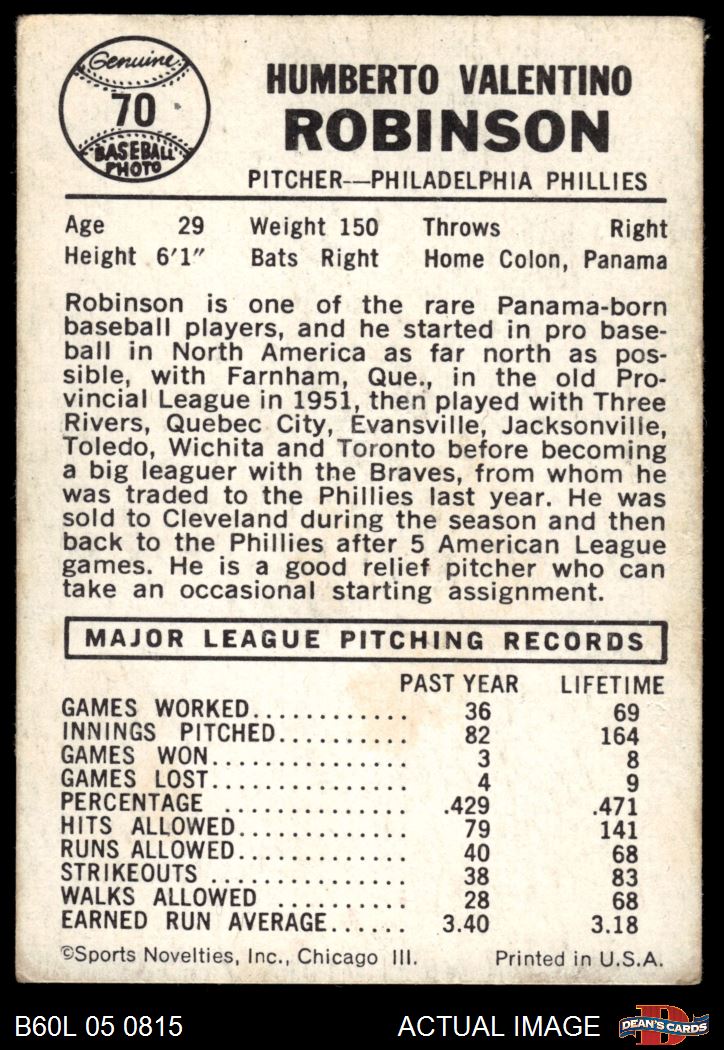 Genuine
70
BASEBALL
PHOTO
HUMBERTO VALENTINO
ROBINSON
PITCHER—PHILADELPHIA PHILLIES
Age 29 Weight 150 Throws Right
Height 6'1" Bats Right Home Colon, Panama
Robinson is one of the rare Panama-born
baseball players, and he started in pro base-
ball in North America as far north as pos-
sible, with Farnham, Que., in the old Pro-
vincial League in 1951, then played with Three
Rivers, Quebec City, Evansville, Jacksonville,
Toledo, Wichita and Toronto before becoming
a big leaguer with the Braves, from whom he
was traded to the Phillies last year. He was
sold to Cleveland during the season and then
back to the Phillies after 5 American League
games. He is a good relief pitcher who can
take an occasional starting assignment.
MAJOR LEAGUE PITCHING RECORDS
PAST YEAR LIFETIME
GAMES WORKED............. 36 69
INNINGS PITCHED.......... 82 164
GAMES WON................ 3 8
GAMES LOST................ 4 9
PERCENTAGE .............. .429 .471
HITS ALLOWED............. 79 141
RUNS ALLOWED............. 40 68
STRIKEOUTS ............... 38 83
WALKS ALLOWED .......... 28 68
EARNED RUN AVERAGE...... 3.40 3.18
©Sports Novelties, Inc., Chicago Ill. Printed in U.S.A.
B60L 05 0815 ACTUAL IMAGE D DEAN'S CARDS